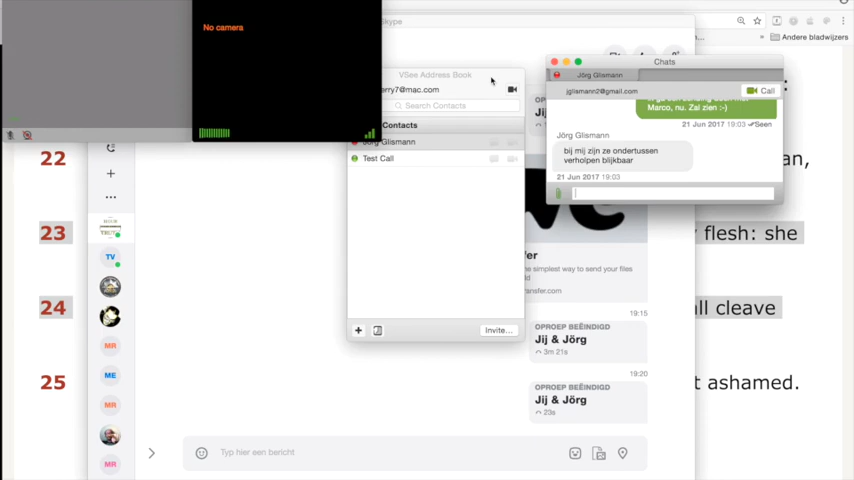 No camera
Skype
VSee Address Book
erry7@mac.com
Search Contacts
Contacts
Jörg Glismann
Test Call
Invite...
Chats
Jörg Glismann
jglismann2@gmail.com
Call
Marco, nu. Zal zien :-)
21 Jun 2017 19:03 Seen
Jörg Glismann
bij mij zijn ze ondertussen
verholpen blijkbaar
21 Jun 2017 19:03
Andere bladwijzers
22
23 flesh: she
24 cleave
25 ashamed.
TV
MR
ME
MR
MR
fer
simplest way to send your files
ransfer.com
19:15
OPROEP BEËINDIGD
Jij & Jörg
3m 21s
19:20
OPROEP BEËINDIGD
Jij & Jörg
23s
Typ hier een bericht